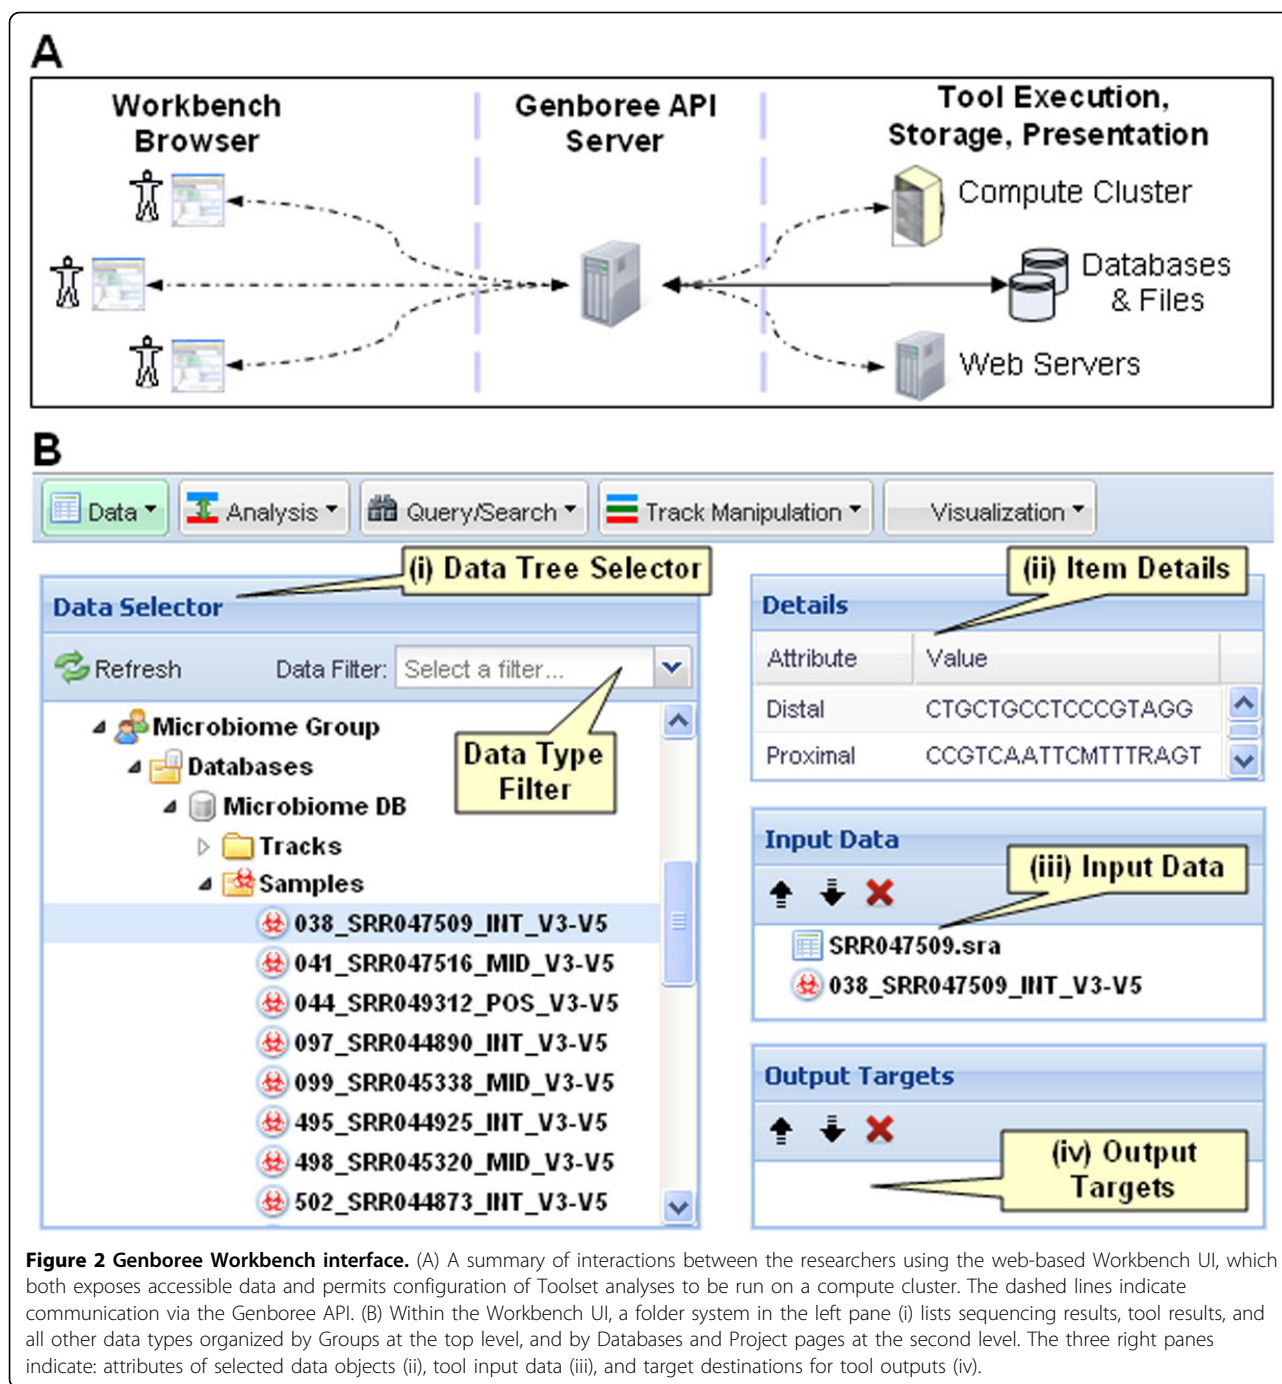 A
Workbench
Browser
Genboree API
Server
Tool Execution,
Storage, Presentation
Compute Cluster
Databases
& Files
Web Servers
B
Data
Analysis
Query/Search
Track Manipulation
Visualization
(i) Data Tree Selector
Data Selector
Refresh
Data Filter:
Select a filter...
Data Type
Filter
Microbiome Group
Databases
Microbiome DB
Tracks
Samples
038_SRR047509_INT_V3-V5
041_SRR047516_MID_V3-V5
044_SRR049312_POS_V3-V5
097_SRR044890_INT_V3-V5
099_SRR045338_MID_V3-V5
495_SRR044925_INT_V3-V5
498_SRR045320_MID_V3-V5
502_SRR044873_INT_V3-V5
(ii) Item Details
Details
Attribute Value
Distal CTGCTGCCTCCCGTAGG
Proximal CCGTCAATTCMTTTRAGT
Input Data
(iii) Input Data
SRR047509.sra
038_SRR047509_INT_V3-V5
Output Targets
(iv) Output
Targets
Figure 2 Genboree Workbench interface. (A) A summary of interactions between the researchers using the web-based Workbench UI, which
both exposes accessible data and permits configuration of Toolset analyses to be run on a compute cluster. The dashed lines indicate
communication via the Genboree API. (B) Within the Workbench UI, a folder system in the left pane (i) lists sequencing results, tool results, and
all other data types organized by Groups at the top level, and by Databases and Project pages at the second level. The three right panes
indicate: attributes of selected data objects (ii), tool input data (iii), and target destinations for tool outputs (iv).